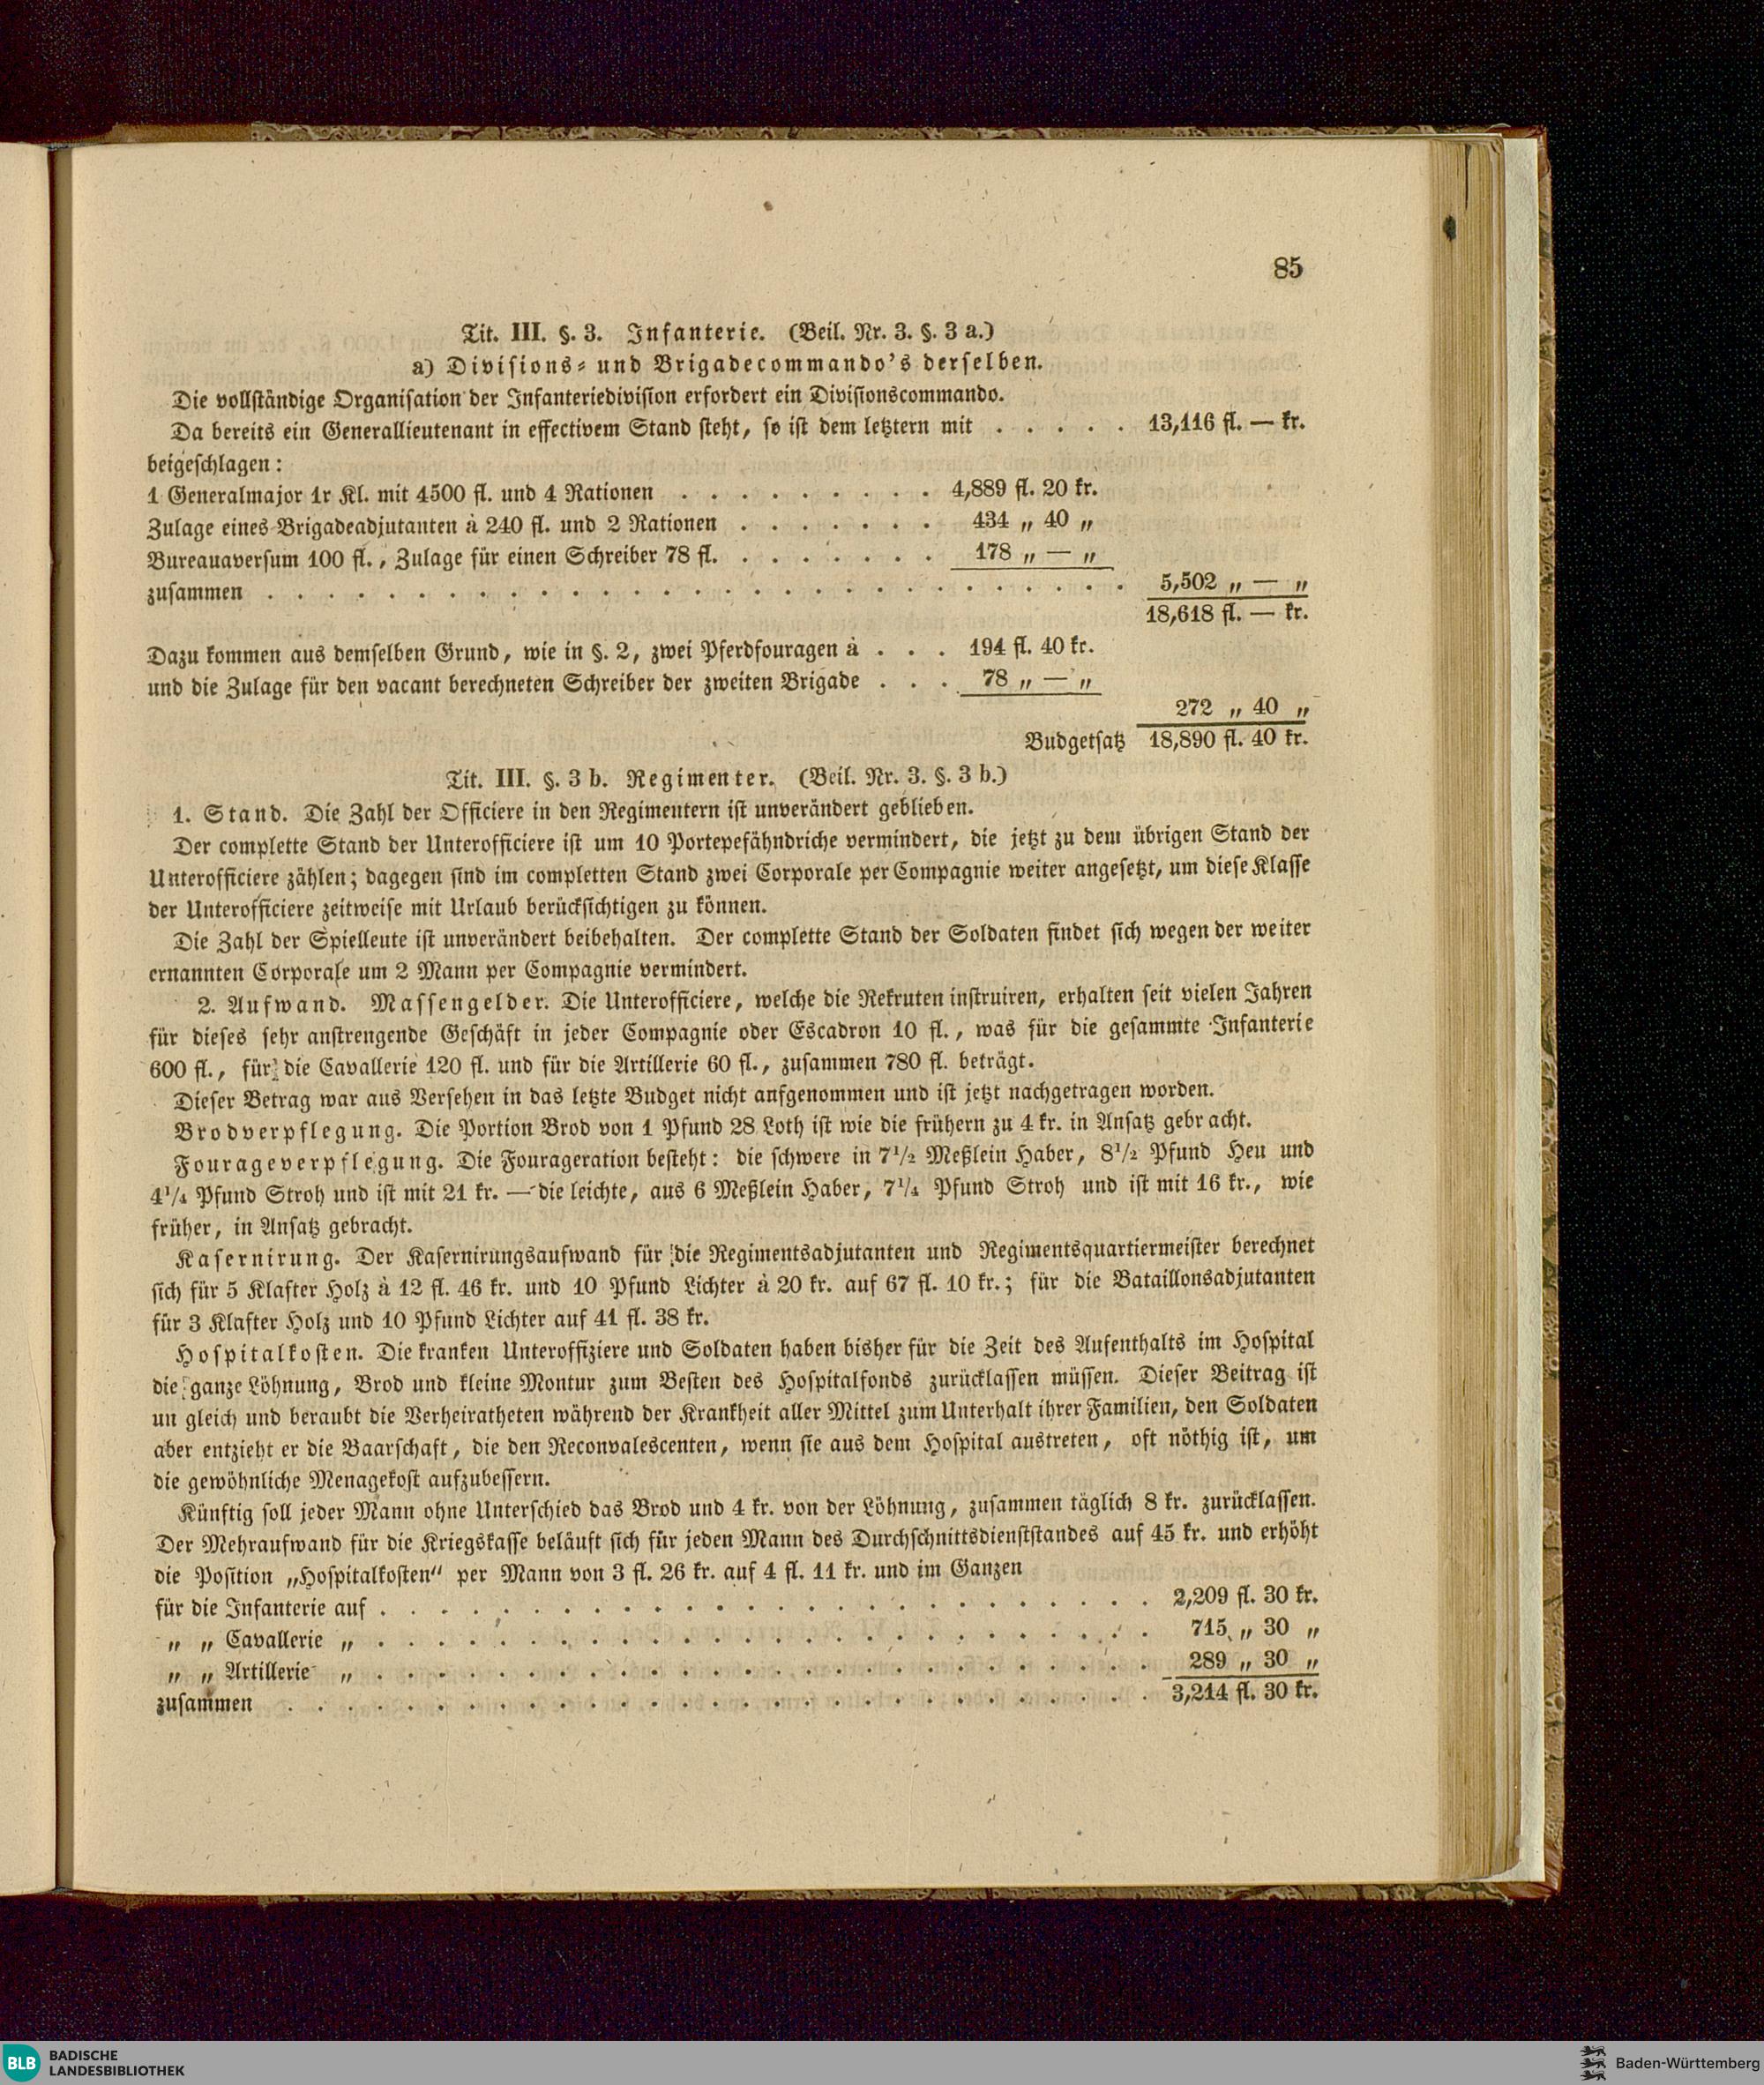 85
Tit. III. §. 3. Infanterie. (Beil. Nr. 3. §. 3 a.)
a) Divisions- und Brigadecommando's derselben.
Die vollständige Organisation der Infanteriedivision erfordert ein Divisionscommando.
Da bereits ein Generallieutenant in effectivem Stand steht, so ist dem letztern mit . . . . . 13,116 fl. — kr.
beigeschlagen:
1 Generalmajor 1r Kl. mit 4500 fl. und 4 Rationen . . . . . . . . . 4,889 fl. 20 kr.
Zulage eines Brigadeadjutanten à 240 fl. und 2 Rationen . . . . . . . 434 „ 40 „
Bureauaversum 100 fl., Zulage für einen Schreiber 78 fl. . . . . . . . 178 „ — „
zusammen . . . . . . . . . . . . . . . . . . . . . . . . . . . . . 5,502 „ — „
18,618 fl. — kr.
Dazu kommen aus demselben Grund, wie in §. 2, zwei Pferdfouragen à . . . 194 fl. 40 kr.
und die Zulage für den vacant berechneten Schreiber der zweiten Brigade . . . 78 „ — „
272 „ 40 „
Budgetsatz 18,890 fl. 40 kr.
Tit. III. §. 3 b. Regimenter. (Beil. Nr. 3. §. 3 b.)
1. Stand. Die Zahl der Officiere in den Regimentern ist unverändert geblieben.
Der complette Stand der Unterofficiere ist um 10 Portepefähndriche vermindert, die jetzt zu dem übrigen Stand der
Unterofficiere zählen; dagegen sind im completten Stand zwei Corporale per Compagnie weiter angesetzt, um diese Klasse
der Unterofficiere zeitweise mit Urlaub berücksichtigen zu können.
Die Zahl der Spielleute ist unverändert beibehalten. Der complette Stand der Soldaten findet sich wegen der weiter
ernannten Corporale um 2 Mann per Compagnie vermindert.
2. Aufwand. Massengelder. Die Unterofficiere, welche die Rekruten instruiren, erhalten seit vielen Jahren
für dieses sehr anstrengende Geschäft in jeder Compagnie oder Escadron 10 fl., was für die gesammte Infanterie
600 fl., für die Cavallerie 120 fl. und für die Artillerie 60 fl., zusammen 780 fl. beträgt.
Dieser Betrag war aus Versehen in das letzte Budget nicht anfgenommen und ist jetzt nachgetragen worden.
Brodverpflegung. Die Portion Brod von 1 Pfund 28 Loth ist wie die frühern zu 4 kr. in Ansatz gebracht.
Fourageverpflegung. Die Fourageration besteht: die schwere in 7 1/2 Meßlein Haber, 8 1/2 Pfund Heu und
4 1/4 Pfund Stroh und ist mit 21 kr. — die leichte, aus 6 Meßlein Haber, 7 1/4 Pfund Stroh und ist mit 16 kr., wie
früher, in Ansatz gebracht.
Kasernirung. Der Kasernirungsaufwand für die Regimentsadjutanten und Regimentsquartiermeister berechnet
sich für 5 Klafter Holz à 12 fl. 46 kr. und 10 Pfund Lichter à 20 kr. auf 67 fl. 10 kr.; für die Bataillonsadjutanten
für 3 Klafter Holz und 10 Pfund Lichter auf 41 fl. 38 kr.
Hospitalkosten. Die kranken Unteroffiziere und Soldaten haben bisher für die Zeit des Aufenthalts im Hospital
die ganze Löhnung, Brod und kleine Montur zum Besten des Hospitalfonds zurücklassen müssen. Dieser Beitrag ist
un gleich und beraubt die Verheiratheten während der Krankheit aller Mittel zum Unterhalt ihrer Familien, den Soldaten
aber entzieht er die Baarschaft, die den Reconvalescenten, wenn sie aus dem Hospital austreten, oft nöthig ist, um
die gewöhnliche Menagekost aufzubessern.
Künftig soll jeder Mann ohne Unterschied das Brod und 4 kr. von der Löhnung, zusammen täglich 8 kr. zurücklassen.
Der Mehraufwand für die Kriegskasse beläuft sich für jeden Mann des Durchschnittsdienststandes auf 45 kr. und erhöht
die Position „Hospitalkosten“ per Mann von 3 fl. 26 kr. auf 4 fl. 11 kr. und im Ganzen
für die Infanterie auf . . . . . . . . . . . . . . . . . . . . . . . . . . 2,209 fl. 30 kr.
„ „ Cavallerie „ . . . . . . . . . . . . . . . . . . . . . . . . . . 715 „ 30 „
„ „ Artillerie „ . . . . . . . . . . . . . . . . . . . . . . . . . . 289 „ 30 „
zusammen . . . . . . . . . . . . . . . . . . . . . . . . . . . . . 3,214 fl. 30 kr.
BLB BADISCHE
LANDESBIBLIOTHEK
Baden-Württemberg